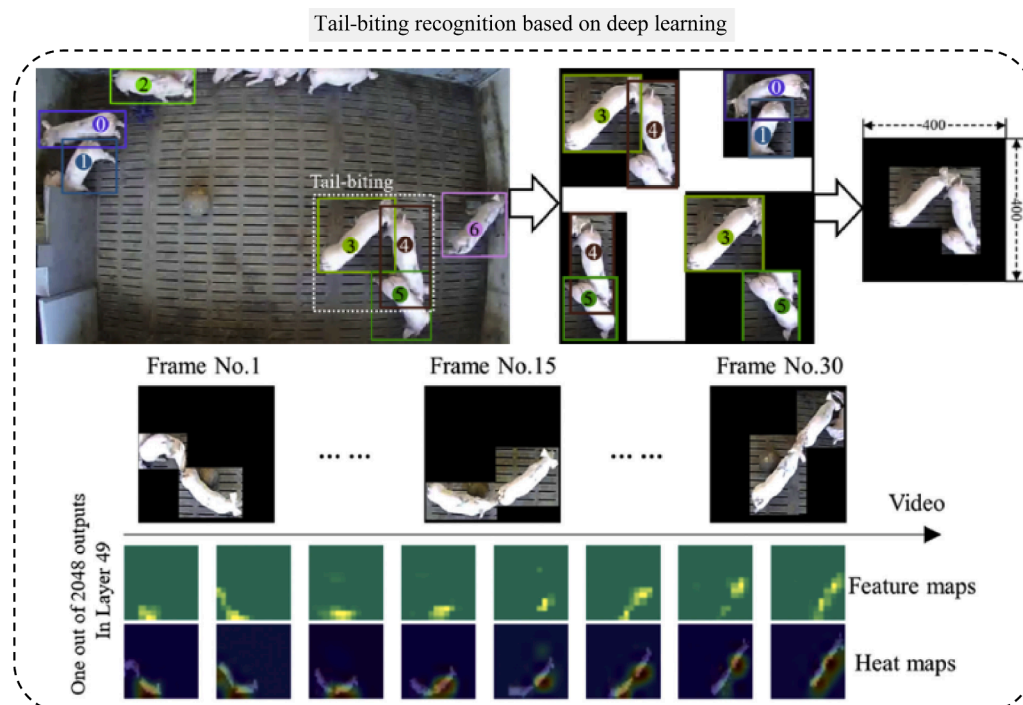 Tail-biting recognition based on deep learning
2
0
1
Tail-biting
3
4
5
6
3
4
0
1
4
5
3
5
400
400
Frame No.1
Frame No.15
Frame No.30
... ...
... ...
Video
One out of 2048 outputs
In Layer 49
Feature maps
Heat maps